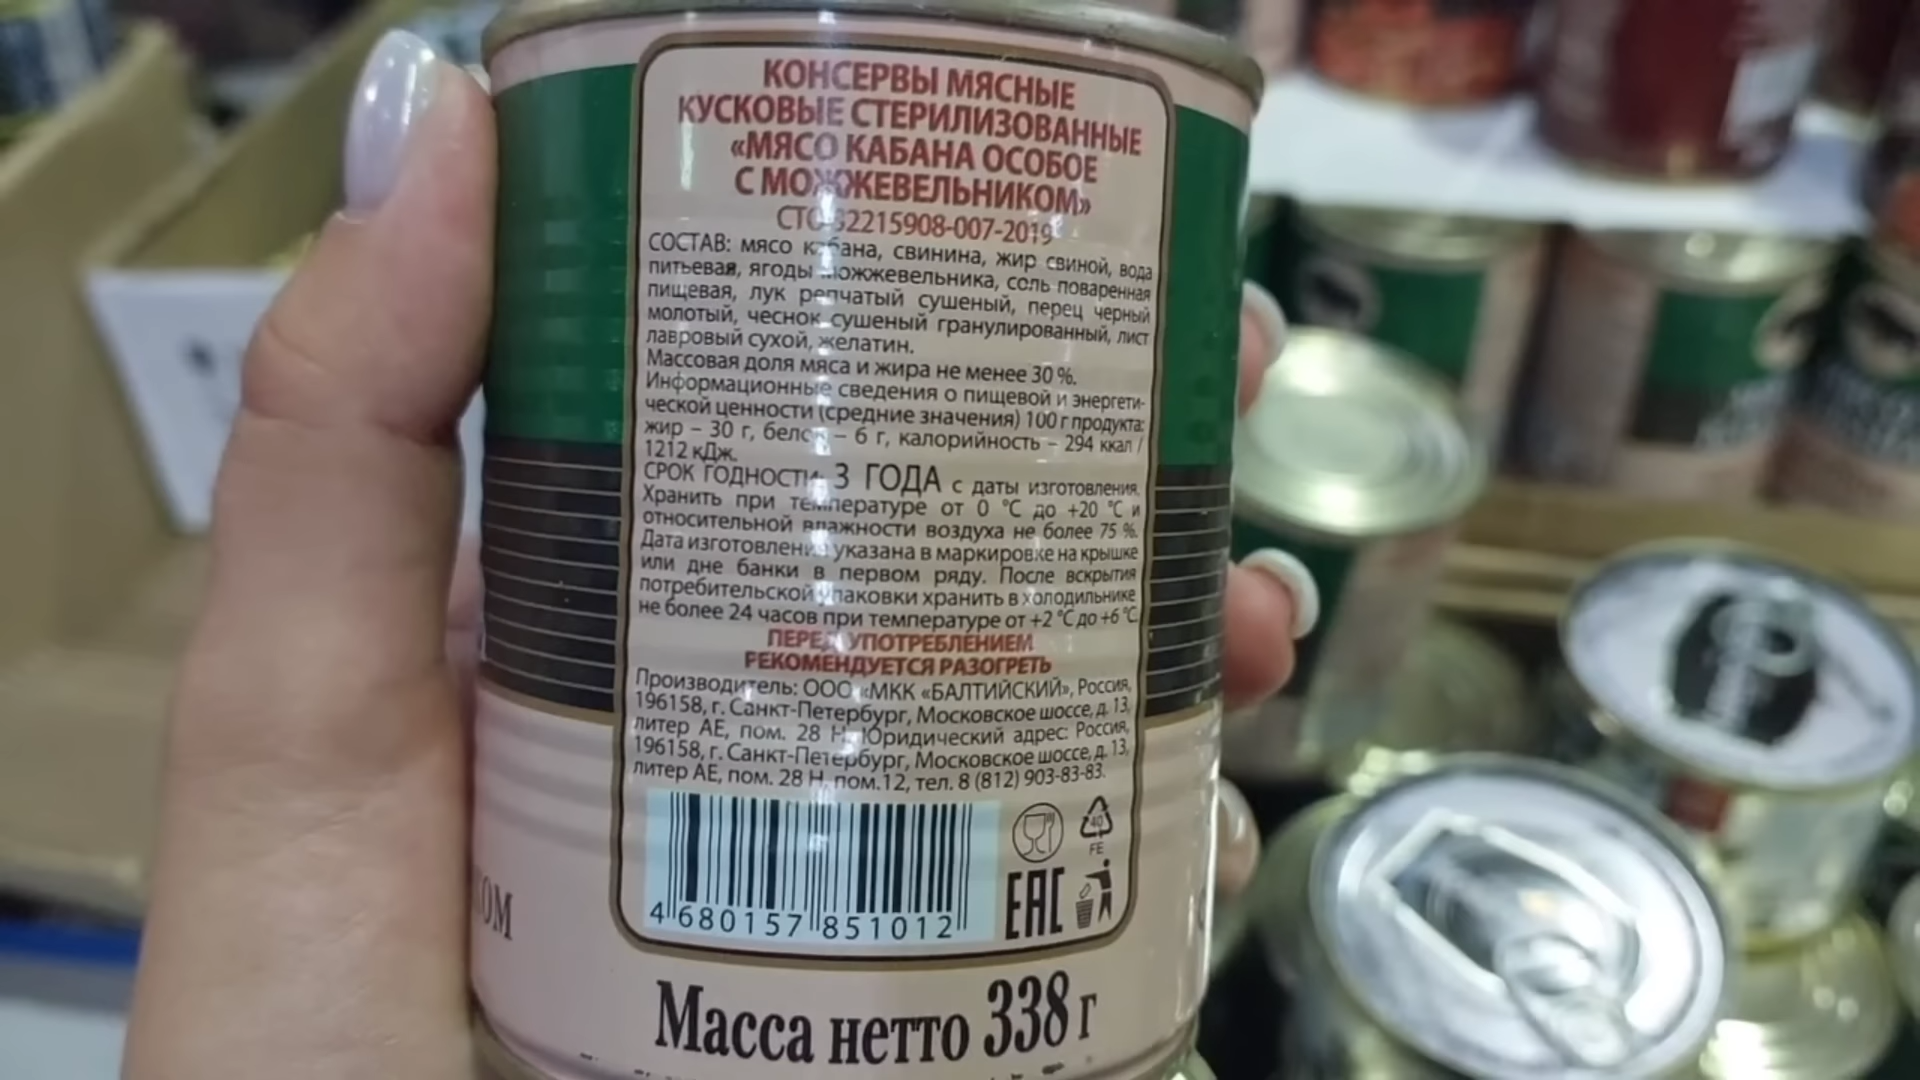 КОНСЕРВЫ МЯСНЫЕ
КУСКОВЫЕ СТЕРИЛИЗОВАННЫЕ
«МЯСО КАБАНА ОСОБОЕ
С МОЖЖЕВЕЛЬНИКОМ»
СТО 82215908-007-2019
СОСТАВ: мясо кабана, свинина, жир свиной, вода
питьевая, ягоды можжевельника, соль поваренная
пищевая, лук репчатый сушеный, перец черный
молотый, чеснок сушеный гранулированный, лист
лавровый сухой, желатин.
Массовая доля мяса и жира не менее 30 %.
Информационные сведения о пищевой и энергети-
ческой ценности (средние значения) 100 г продукта:
жир – 30 г, белок – 6 г, калорийность – 294 ккал /
1212 кДж.
СРОК ГОДНОСТИ: 3 ГОДА с даты изготовления.
Хранить при температуре от 0 °С до +20 °С и
относительной влажности воздуха не более 75 %.
Дата изготовления указана в маркировке на крышке
или дне банки в первом ряду. После вскрытия
потребительской упаковки хранить в холодильнике
не более 24 часов при температуре от +2 °С до +6 °С.
ПЕРЕД УПОТРЕБЛЕНИЕМ
РЕКОМЕНДУЕТСЯ РАЗОГРЕТЬ
Производитель: ООО «МКК «БАЛТИЙСКИЙ», Россия,
196158, г. Санкт-Петербург, Московское шоссе, д. 13,
литер АЕ, пом. 28 Н. Юридический адрес: Россия,
196158, г. Санкт-Петербург, Московское шоссе, д. 13,
литер АЕ, пом. 28 Н, пом.12, тел. 8 (812) 903-83-83.
40
FE
EAC
4 680157 851012
КОМ
Масса нетто 338 г